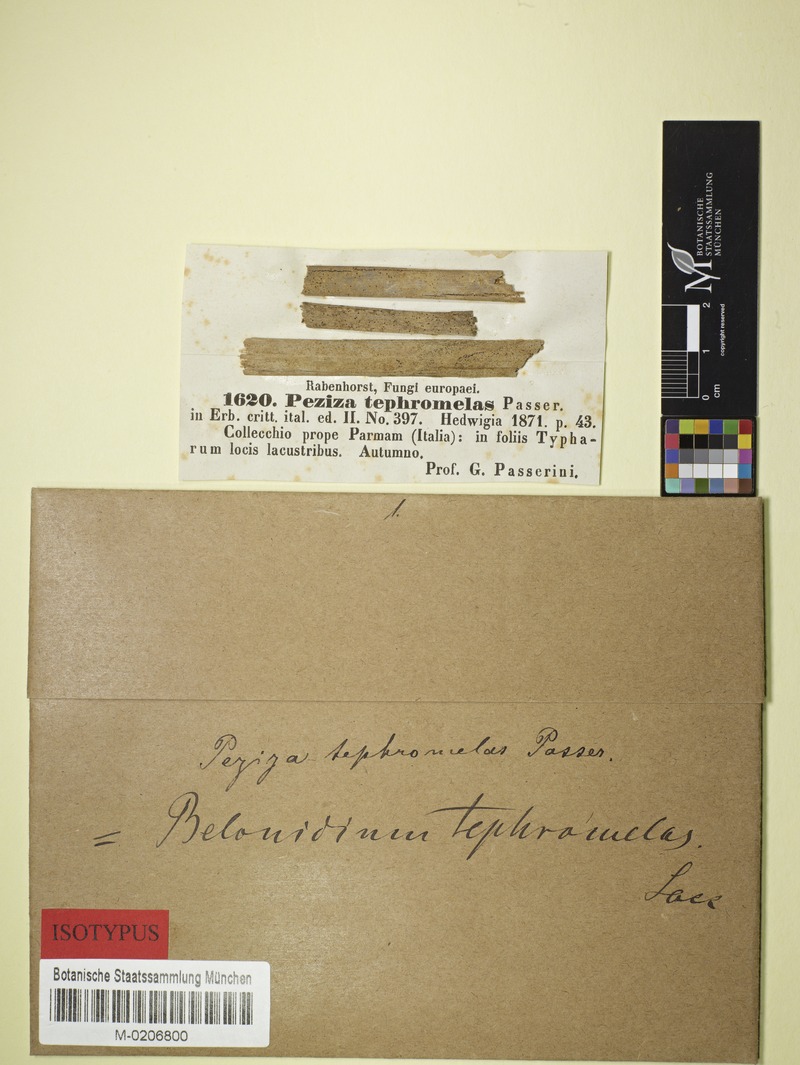 BOTANISCHE
STAATSSAMMLUNG
MÜNCHEN
copyright reserved
0 1 2
cm
Rabenhorst, Fungi europaei.
1620. Peziza tephromelas Passer.
in Erb. critt. ital. ed. II. No. 397. Hedwigia 1871. p. 43.
Collecchio prope Parmam (Italia): in foliis Typha-
rum locis lacustribus. Autumno.
Prof. G. Passerini.
1.
Peziza tephromelas Passer.
= Belonidium tephromelas.
Sacc
ISOTYPUS
Botanische Staatssammlung München
M-0206800